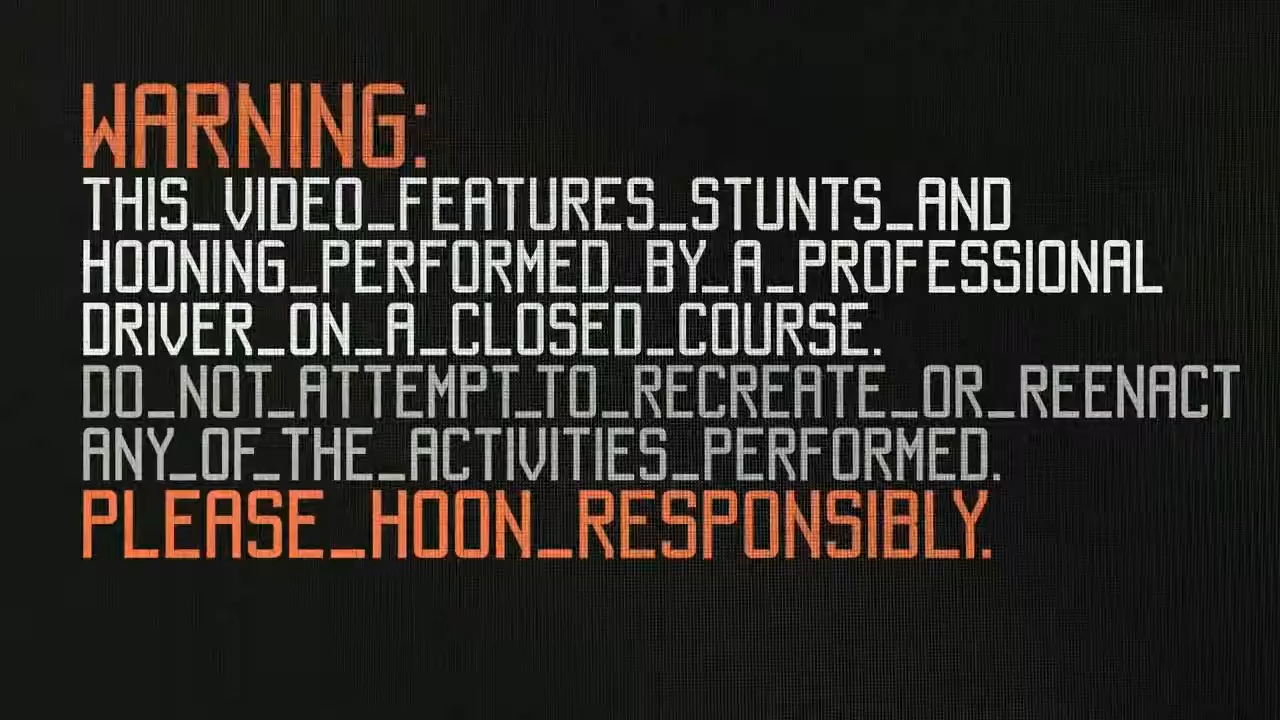 WARNING:
THIS_VIDEO_FEATURES_STUNTS_AND
HOONING_PERFORMED_BY_A_PROFESSIONAL
DRIVER_ON_A_CLOSED_COURSE.
DO_NOT_ATTEMPT_TO_RECREATE_OR_REENACT
ANY_OF_THE_ACTIVITIES_PERFORMED.
PLEASE_HOON_RESPONSIBLY.